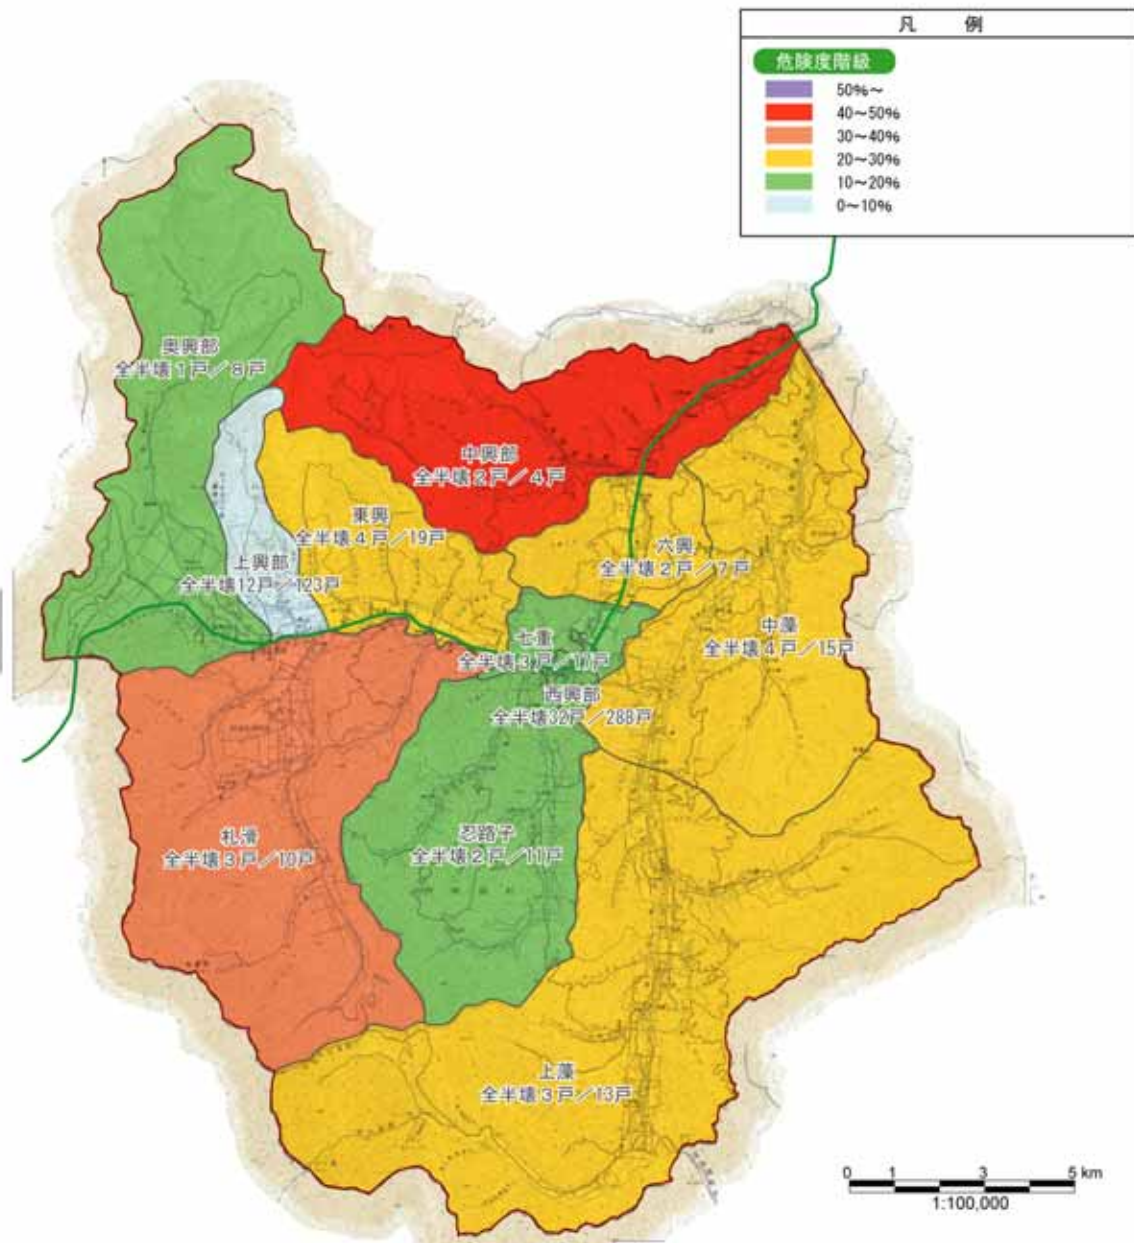 凡　例
危険度階級
50%～
40～50%
30～40%
20～30%
10～20%
0～10%
奥興部
全半壊１戸／８戸
中興部
全半壊２戸／４戸
東興
全半壊４戸／19戸
六興
全半壊２戸／７戸
上興部
全半壊12戸／123戸
七重
全半壊３戸／17戸
中藻
全半壊４戸／15戸
西興部
全半壊32戸／288戸
札滑
全半壊３戸／10戸
忍路子
全半壊２戸／11戸
上藻
全半壊３戸／13戸
0 1 3 5 km
1:100,000